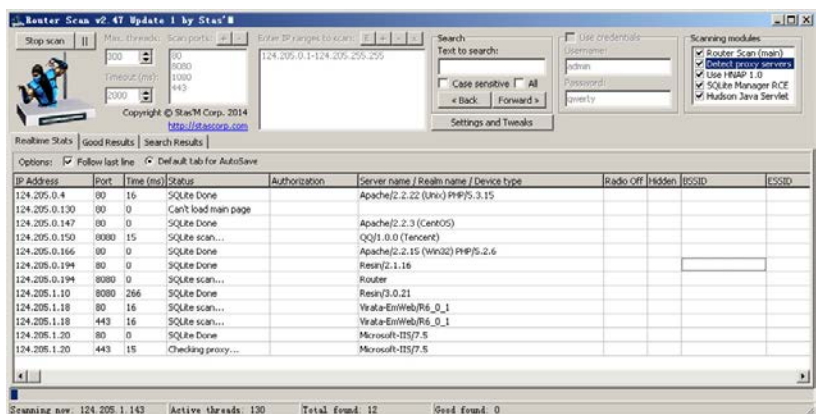 Router Scan v2.47 Update 1 by Stas'M
Stop scan || Max. threads: Scan ports: + - Enter IP ranges to scan: E + - x Search Use credentials Scanning modules
300 80 124.205.0.1-124.205.255.255 Text to search: Username: Router Scan (main)
8080 admin Detect proxy servers
Timeout (ms): 1080 Case sensitive All Password: Use HNAP 1.0
2000 443 < Back Forward > qwerty SQLite Manager RCE
Copyright © Stas'M Corp. 2014 Hudson Java Servlet
http://stascorp.com Settings and Tweaks
Realtime Stats Good Results Search Results
Options: Follow last line Default tab for AutoSave
IP Address Port Time (ms) Status Authorization Server name / Realm name / Device type Radio Off Hidden BSSID ESSID
124.205.0.4 80 16 SQLite Done Apache/2.2.22 (Unix) PHP/5.3.15
124.205.0.130 80 0 Can't load main page
124.205.0.147 80 0 SQLite Done Apache/2.2.3 (CentOS)
124.205.0.150 8080 15 SQLite scan... QQ/1.0.0 (Tencent)
124.205.0.166 80 0 SQLite Done Apache/2.2.15 (Win32) PHP/5.2.6
124.205.0.194 80 0 SQLite Done Resin/2.1.16
124.205.0.194 8080 0 SQLite scan... Router
124.205.1.10 8080 266 SQLite Done Resin/3.0.21
124.205.1.18 80 16 SQLite scan... Virata-EmWeb/R6_0_1
124.205.1.18 443 16 SQLite scan... Virata-EmWeb/R6_0_1
124.205.1.20 80 0 SQLite Done Microsoft-IIS/7.5
124.205.1.20 443 15 Checking proxy... Microsoft-IIS/7.5
Scanning now: 124.205.1.143 Active threads: 130 Total found: 12 Good found: 0